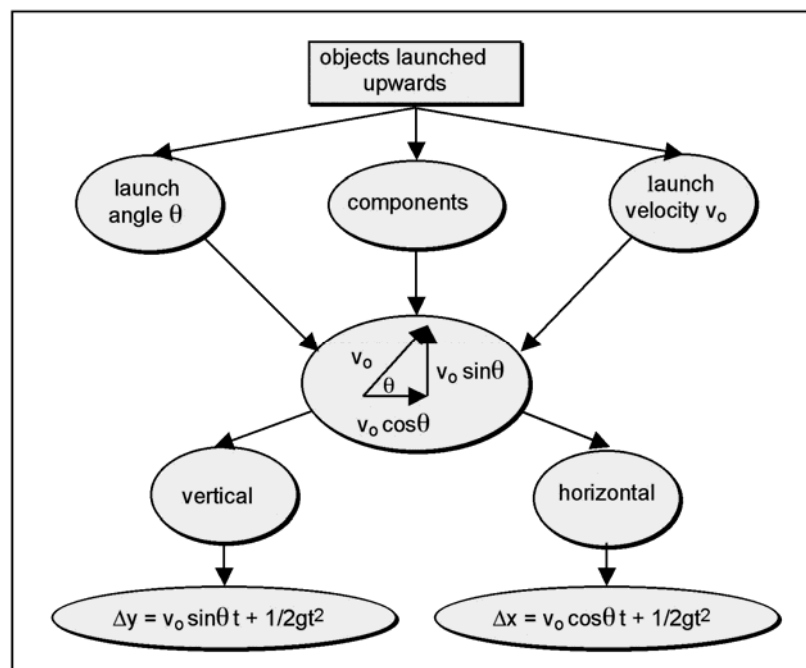 objects launched
upwards
launch
angle θ
components
launch
velocity vₒ
vₒ
θ
vₒ sinθ
vₒ cosθ
vertical
horizontal
Δy = vₒ sinθ t + 1/2gt²
Δx = vₒ cosθ t + 1/2gt²